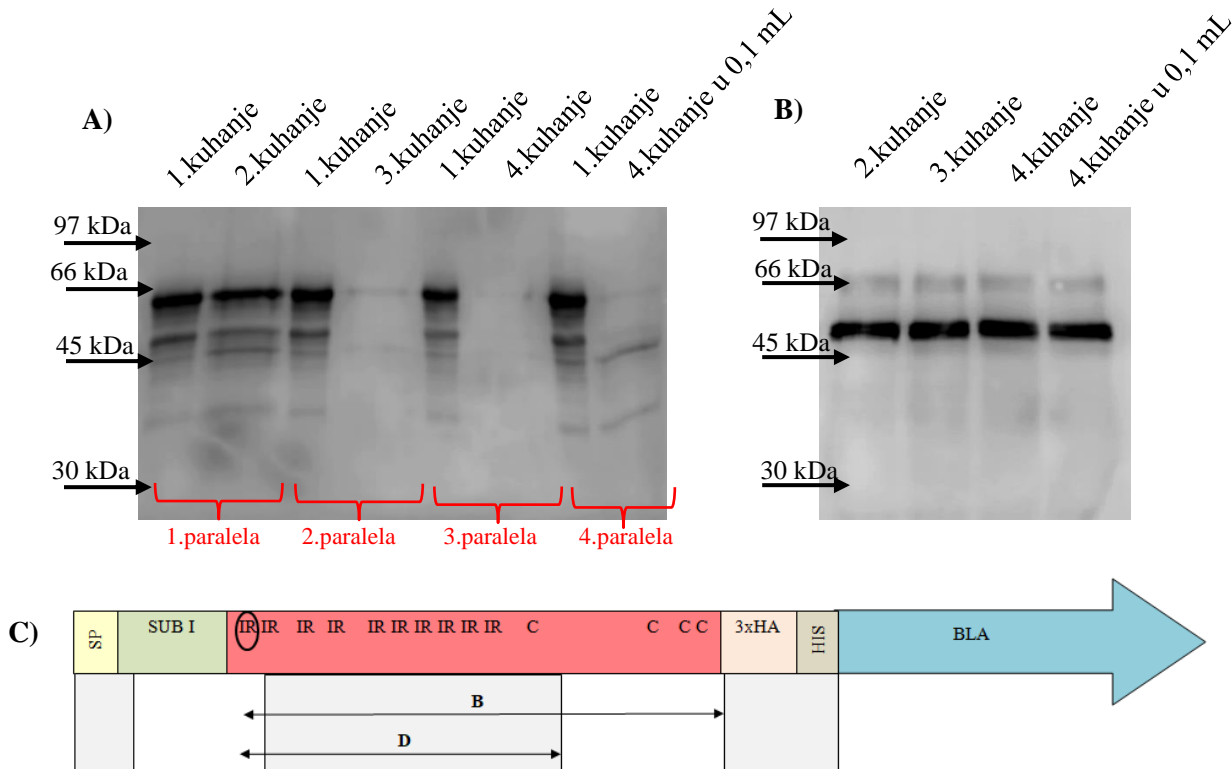 A)
1.kuhanje
2.kuhanje
1.kuhanje
3.kuhanje
1.kuhanje
4.kuhanje
1.kuhanje
4.kuhanje u 0,1 mL
97 kDa
66 kDa
45 kDa
30 kDa
1.paralela
2.paralela
3.paralela
4.paralela
B)
2.kuhanje
3.kuhanje
4.kuhanje
4.kuhanje u 0,1 mL
97 kDa
66 kDa
45 kDa
30 kDa
C)
SP
SUB I
IR IR IR IR IR IR IR IR IR IR C C C C
3xHA
HIS
BLA
B
D